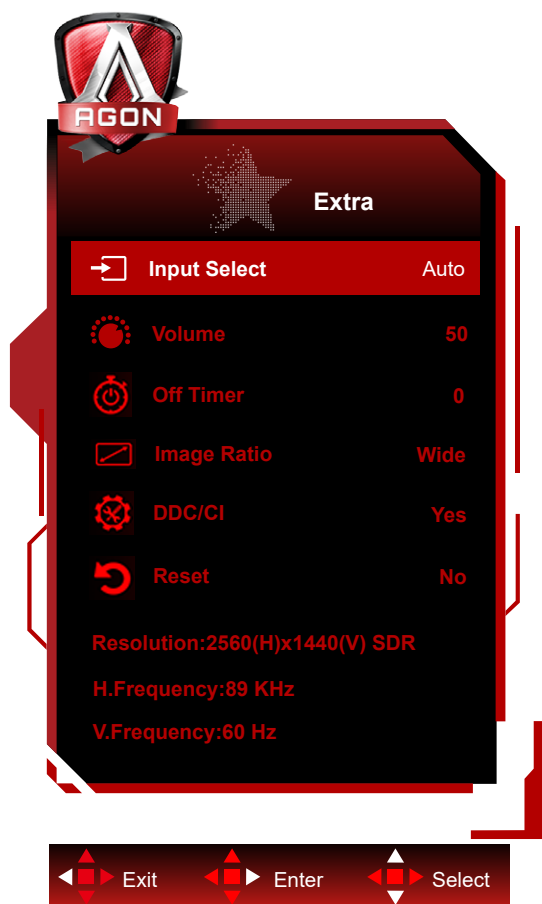 AGON
Extra
Input Select Auto
Volume 50
Off Timer 0
Image Ratio Wide
DDC/CI Yes
Reset No
Resolution:2560(H)x1440(V) SDR
H.Frequency:89 KHz
V.Frequency:60 Hz
Exit Enter Select